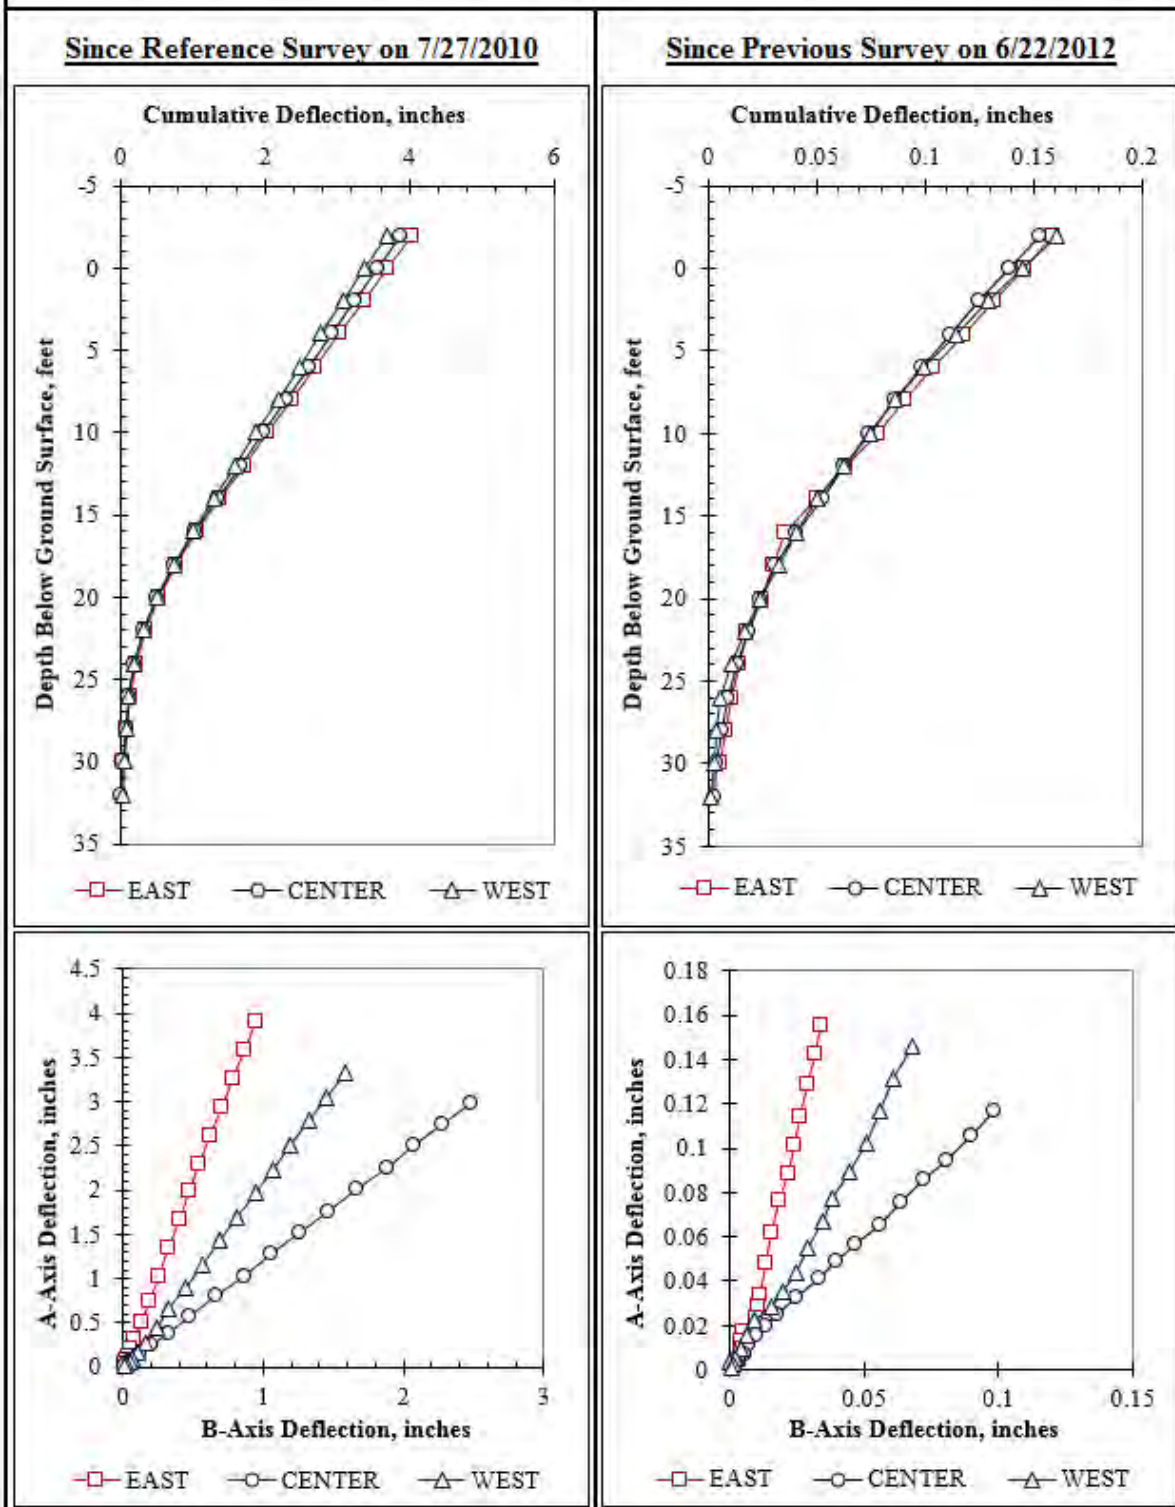 Since Reference Survey on 7/27/2010
Cumulative Deflection, inches
0 2 4 6
-5
0
5
10
15
20
25
30
35
Depth Below Ground Surface, feet
EAST CENTER WEST
Since Previous Survey on 6/22/2012
Cumulative Deflection, inches
0 0.05 0.1 0.15 0.2
-5
0
5
10
15
20
25
30
35
Depth Below Ground Surface, feet
EAST CENTER WEST
4.5
4
3.5
3
2.5
2
1.5
1
0.5
0
A-Axis Deflection, inches
0 1 2 3
B-Axis Deflection, inches
EAST CENTER WEST
0.18
0.16
0.14
0.12
0.1
0.08
0.06
0.04
0.02
0
A-Axis Deflection, inches
0 0.05 0.1 0.15
B-Axis Deflection, inches
EAST CENTER WEST